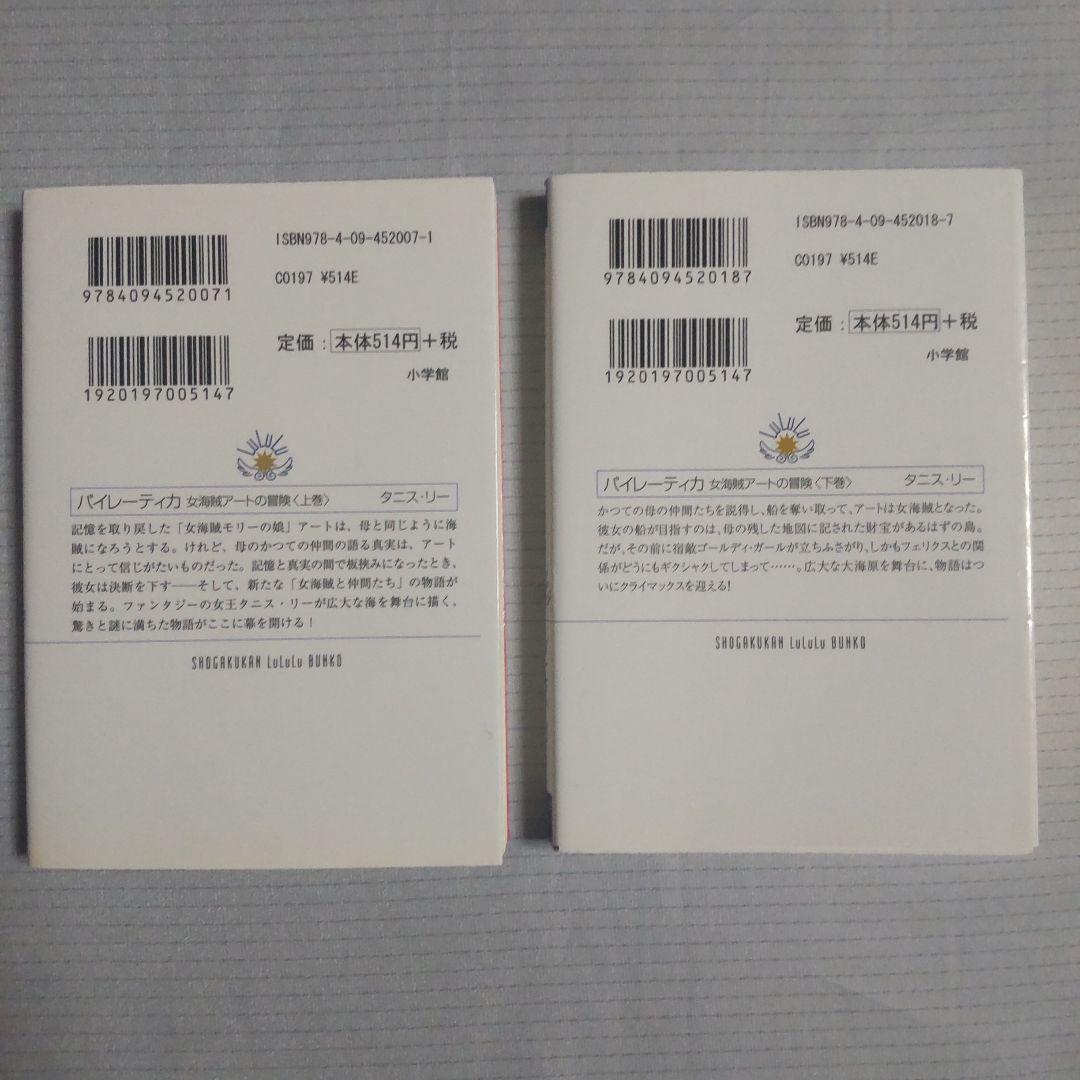 ISBN978-4-09-452007-1
9784094520071
C0197 ¥514E
定価：本体514円＋税
1920197005147
小学館
LuLuLu
パイレーティカ 女海賊アートの冒険〈上巻〉 タニス・リー
記憶を取り戻した「女海賊モリーの娘」アートは、母と同じように海
賊になろうとする。けれど、母のかつての仲間の語る真実は、アート
にとって信じがたいものだった。記憶と真実の間で板挟みになったとき、
彼女は決断を下す――そして、新たな「女海賊と仲間たち」の物語が
始まる。ファンタジーの女王タニス・リーが広大な海を舞台に描く、
驚きと謎に満ちた物語がここに幕を開ける！
SHOGAKUKAN LuLuLu BUNKO
ISBN978-4-09-452018-7
9784094520187
C0197 ¥514E
定価：本体514円＋税
1920197005147
小学館
LuLuLu
パイレーティカ 女海賊アートの冒険〈下巻〉 タニス・リー
かつての母の仲間たちを説得し、船を奪い取って、アートは女海賊となった。
彼女の船が目指すのは、母の残した地図に記された財宝があるはずの島。
だが、その前に宿敵ゴールディ・ガールが立ちふさがり、しかもフェリクスとの関
係がどうにもギクシャクしてしまって……。広大な大海原を舞台に、物語はつ
いにクライマックスを迎える！
SHOGAKUKAN LuLuLu BUNKO